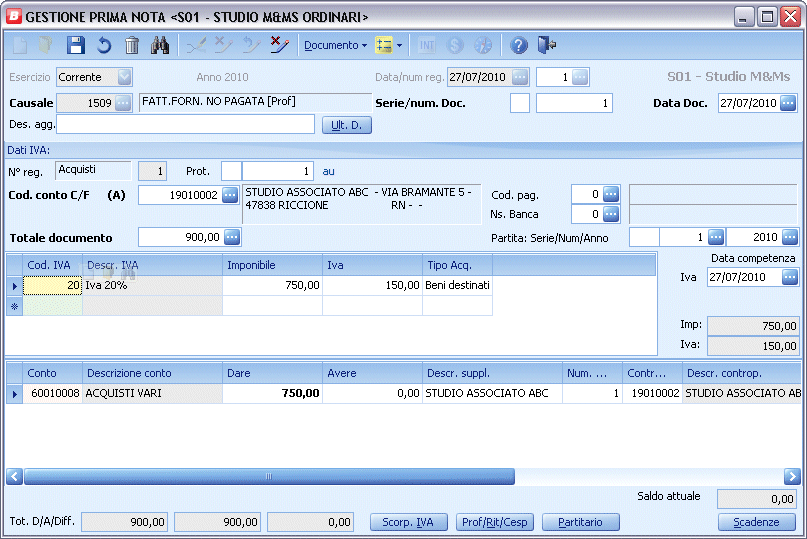 B GESTIONE PRIMA NOTA <S01 - STUDIO M&MS ORDINARI>
Documento INT $ ?
Esercizio Corrente Anno 2010 Data/num reg. 27/07/2010 1 S01 - Studio M&Ms
Causale 1509 FATT.FORN. NO PAGATA [Prof] Serie/num. Doc. 1 Data Doc. 27/07/2010
Des. agg. Ult. D.
Dati IVA:
N° reg. Acquisti 1 Prot. 1 au
Cod. conto C/F (A) 19010002 STUDIO ASSOCIATO ABC - VIA BRAMANTE 5 - Cod. pag. 0
47838 RICCIONE RN - - Ns. Banca 0
Totale documento 900,00 Partita: Serie/Num/Anno 1 2010
Cod. IVA Descr. IVA Imponibile Iva Tipo Acq. Data competenza
20 Iva 20% 750,00 150,00 Beni destinati Iva 27/07/2010
Imp: 750,00
Iva: 150,00
Conto Descrizione conto Dare Avere Descr. suppl. Num. ... Contr... Descr. controp.
60010008 ACQUISTI VARI 750,00 0,00 STUDIO ASSOCIATO ABC 1 19010002 STUDIO ASSOCIATO AB
Saldo attuale 0,00
Tot. D/A/Diff. 900,00 900,00 0,00 Scorp. IVA Prof/Rit/Cesp Partitario Scadenze